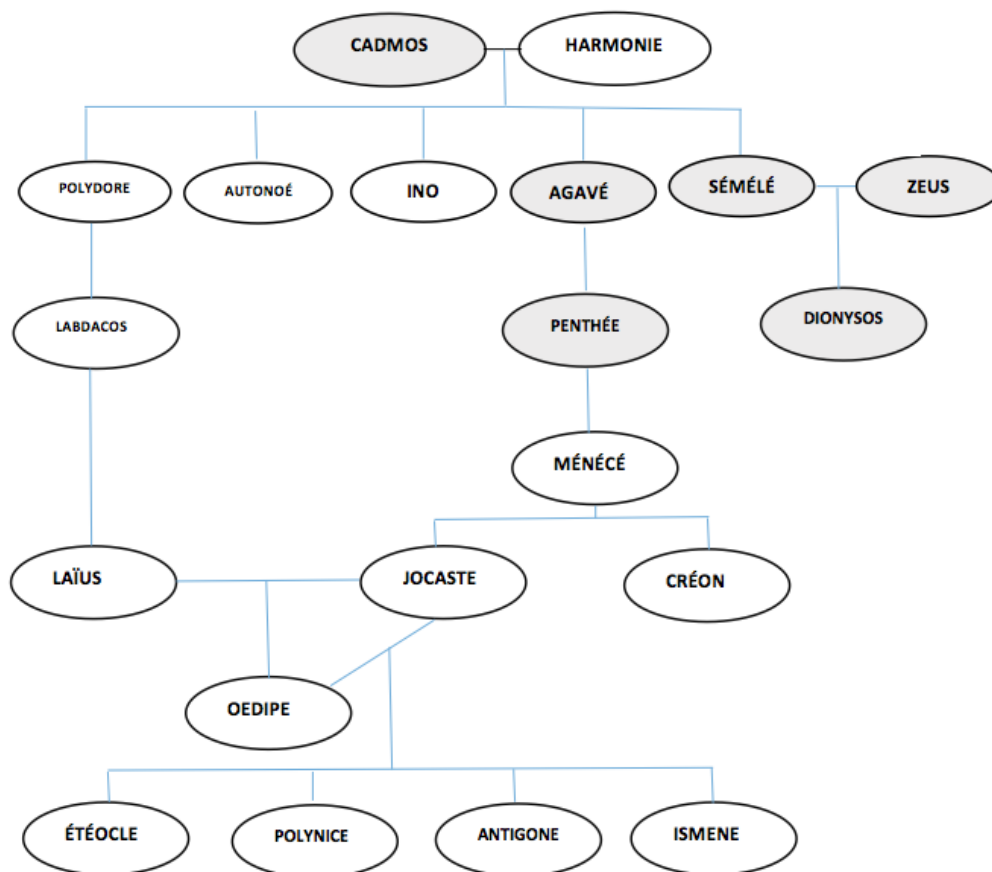 CADMOS
HARMONIE
POLYDORE
AUTONOÉ
INO
AGAVÉ
SÉMÉLÉ
ZEUS
LABDACOS
PENTHÉE
DIONYSOS
MÉNÉCÉ
LAÏUS
JOCASTE
CRÉON
OEDIPE
ÉTÉOCLE
POLYNICE
ANTIGONE
ISMENE